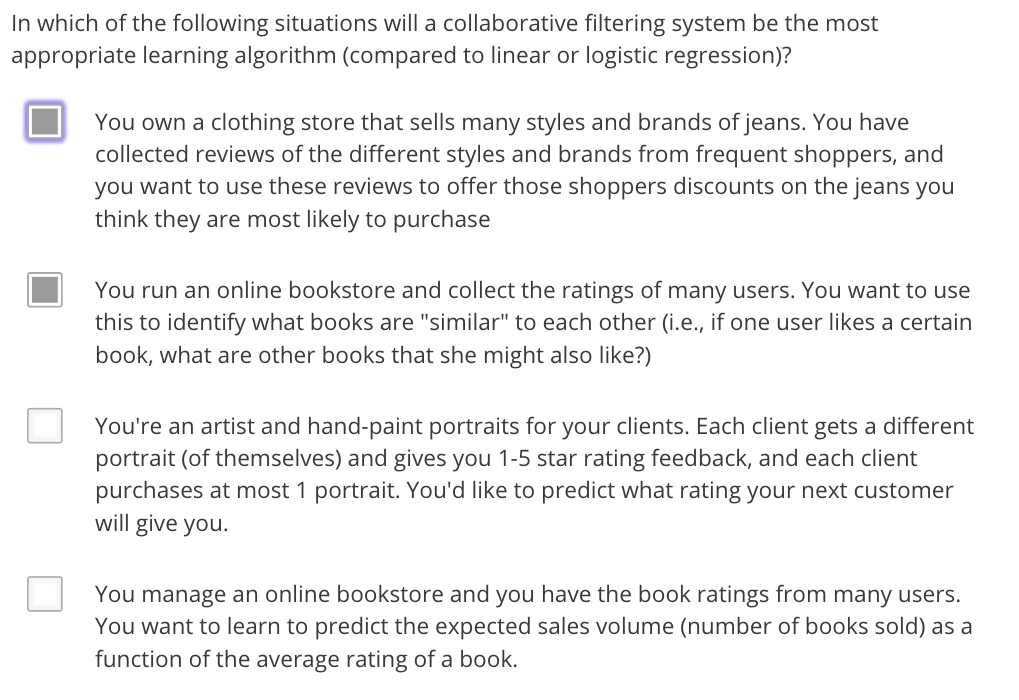 In which of the following situations will a collaborative filtering system be the most
appropriate learning algorithm (compared to linear or logistic regression)?
You own a clothing store that sells many styles and brands of jeans. You have
collected reviews of the different styles and brands from frequent shoppers, and
you want to use these reviews to offer those shoppers discounts on the jeans you
think they are most likely to purchase
You run an online bookstore and collect the ratings of many users. You want to use
this to identify what books are "similar" to each other (i.e., if one user likes a certain
book, what are other books that she might also like?)
You're an artist and hand-paint portraits for your clients. Each client gets a different
portrait (of themselves) and gives you 1-5 star rating feedback, and each client
purchases at most 1 portrait. You'd like to predict what rating your next customer
will give you.
You manage an online bookstore and you have the book ratings from many users.
You want to learn to predict the expected sales volume (number of books sold) as a
function of the average rating of a book.